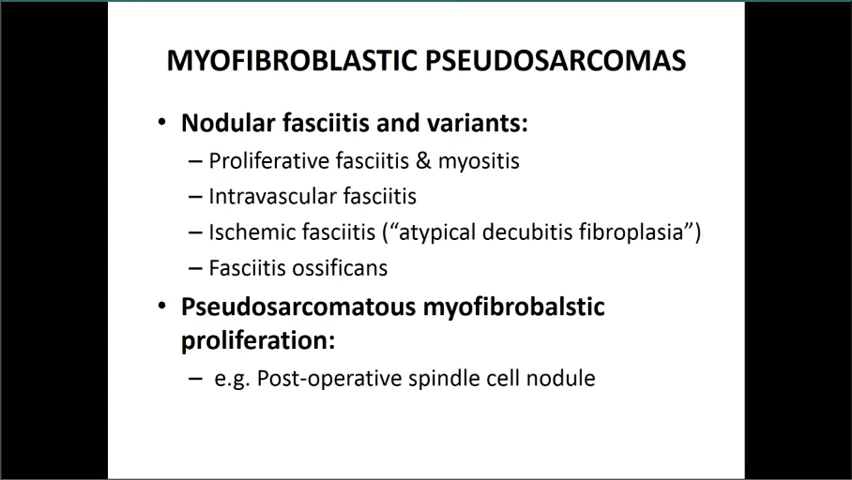 MYOFIBROBLASTIC PSEUDOSARCOMAS
• Nodular fasciitis and variants:
– Proliferative fasciitis & myositis
– Intravascular fasciitis
– Ischemic fasciitis (“atypical decubitis fibroplasia”)
– Fasciitis ossificans
• Pseudosarcomatous myofibrobalstic
proliferation:
– e.g. Post-operative spindle cell nodule